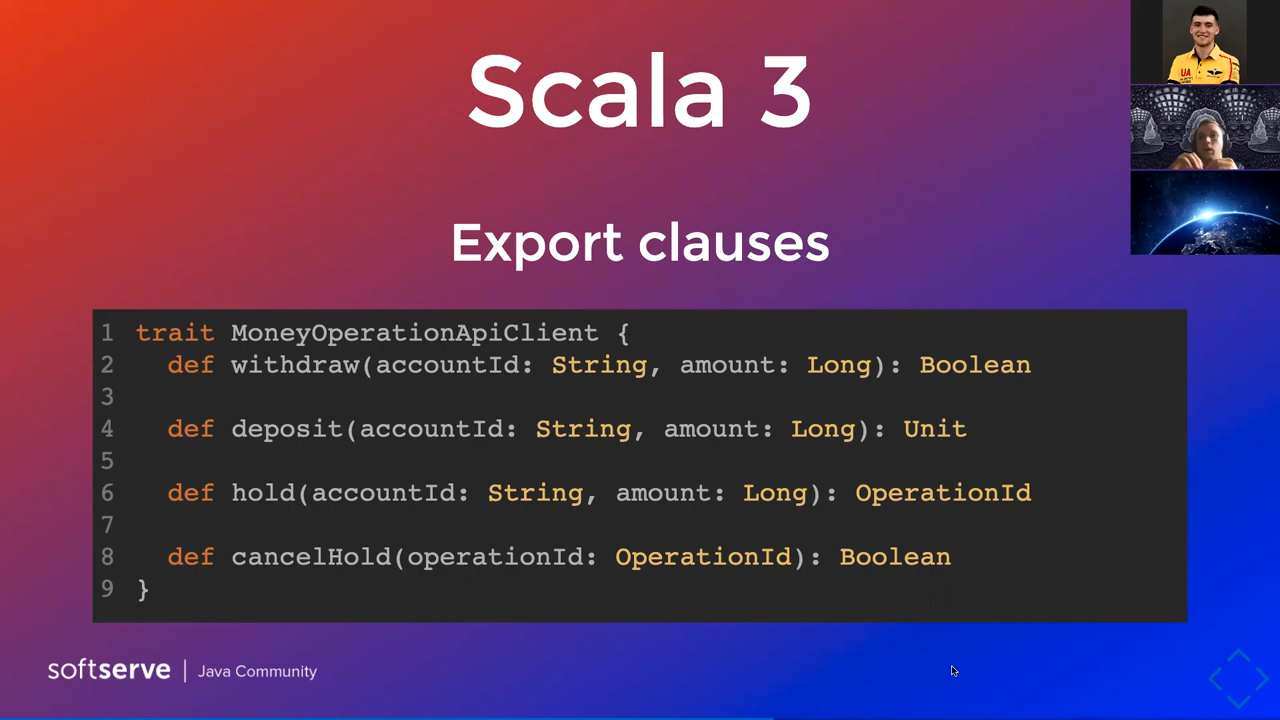 Scala 3
Export clauses
1 trait MoneyOperationApiClient {
2   def withdraw(accountId: String, amount: Long): Boolean
3
4   def deposit(accountId: String, amount: Long): Unit
5
6   def hold(accountId: String, amount: Long): OperationId
7
8   def cancelHold(operationId: OperationId): Boolean
9 }
softserve | Java Community
UA